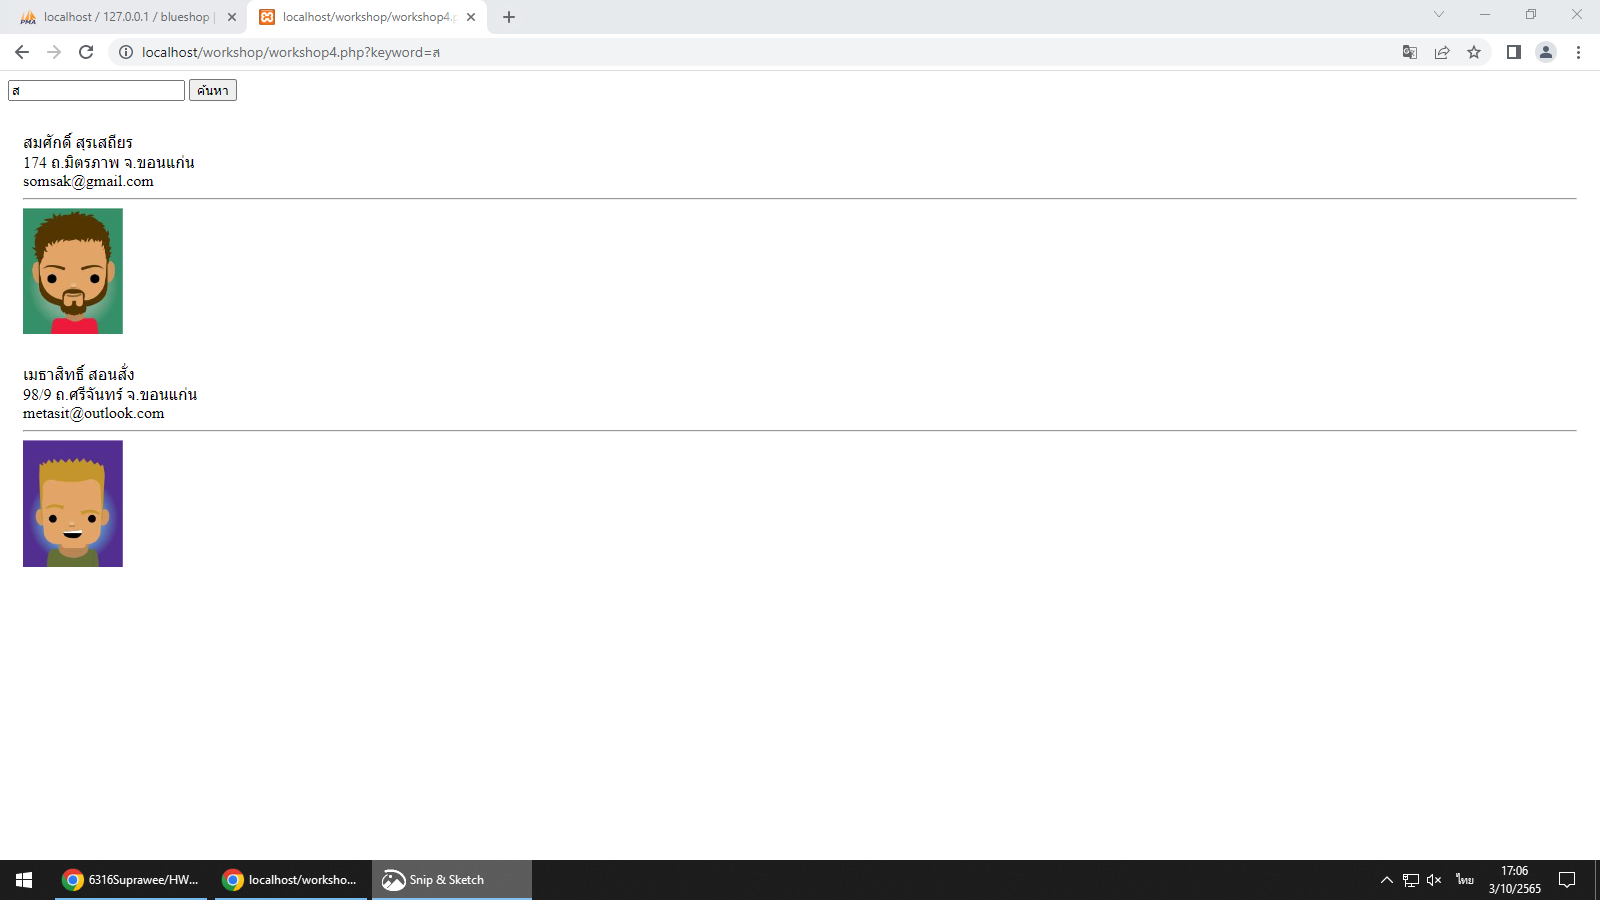 PMA
localhost / 127.0.0.1 / blueshop |
localhost/workshop/workshop4.p
localhost/workshop/workshop4.php?keyword=ส
ส
ค้นหา
สมศักดิ์ สุรเสถียร
174 ถ.มิตรภาพ จ.ขอนแก่น
somsak@gmail.com
เมธาสิทธิ์ สอนสั่ง
98/9 ถ.ศรีจันทร์ จ.ขอนแก่น
metasit@outlook.com
6316Suprawee/HW...
localhost/worksho...
Snip & Sketch
ไทย
17:06
3/10/2565